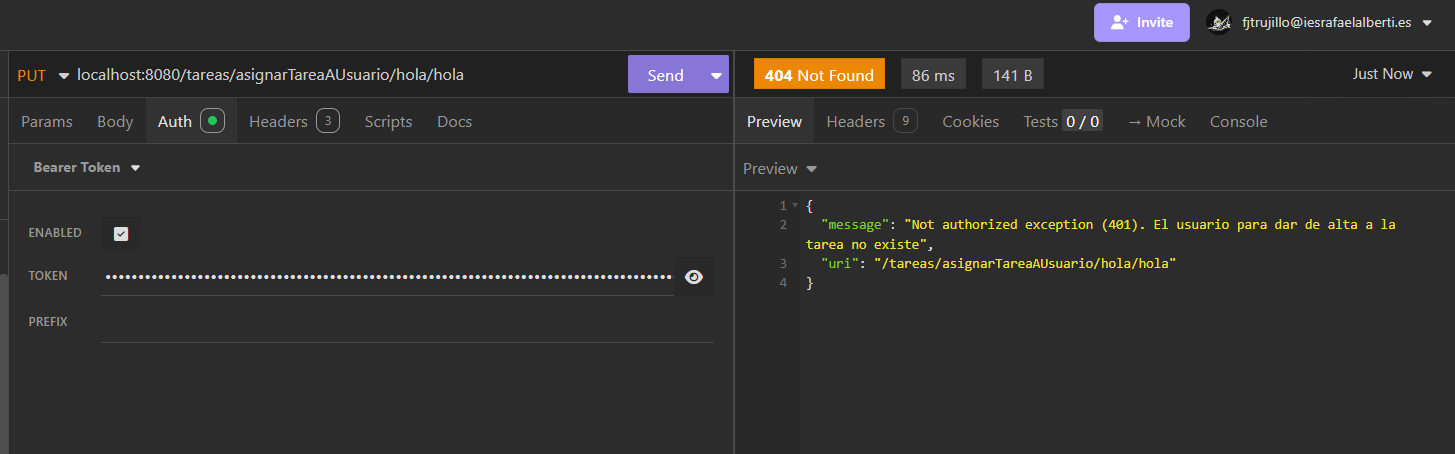 Invite
fjtrujillo@iesrafaelalberti.es
PUT localhost:8080/tareas/asignarTareaAUsuario/hola/hola
Send
404 Not Found
86 ms
141 B
Just Now
Params
Body
Auth
Headers 3
Scripts
Docs
Preview
Headers 9
Cookies
Tests 0 / 0
→ Mock
Console
Bearer Token
Preview
ENABLED
TOKEN
PREFIX
1 {
2 "message": "Not authorized exception (401). El usuario para dar de alta a la
tarea no existe",
3 "uri": "/tareas/asignarTareaAUsuario/hola/hola"
4 }